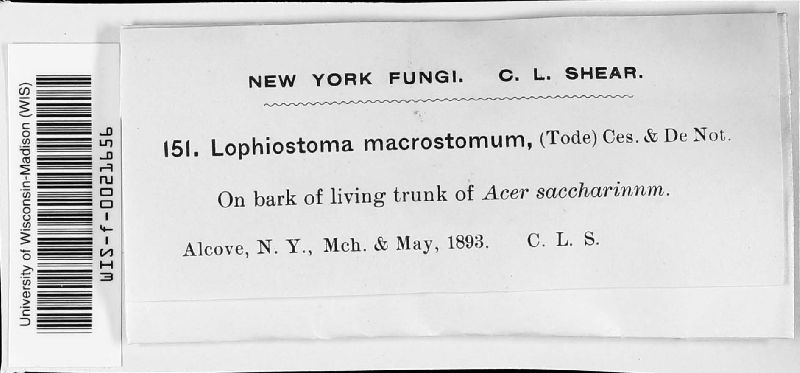 University of Wisconsin-Madison (WIS)
WIS-f-0021656
NEW YORK FUNGI. C. L. SHEAR.
151. Lophiostoma macrostomum, (Tode) Ces. & De Not.
On bark of living trunk of Acer saccharinnm.
Alcove, N. Y., Mch. & May, 1893. C. L. S.